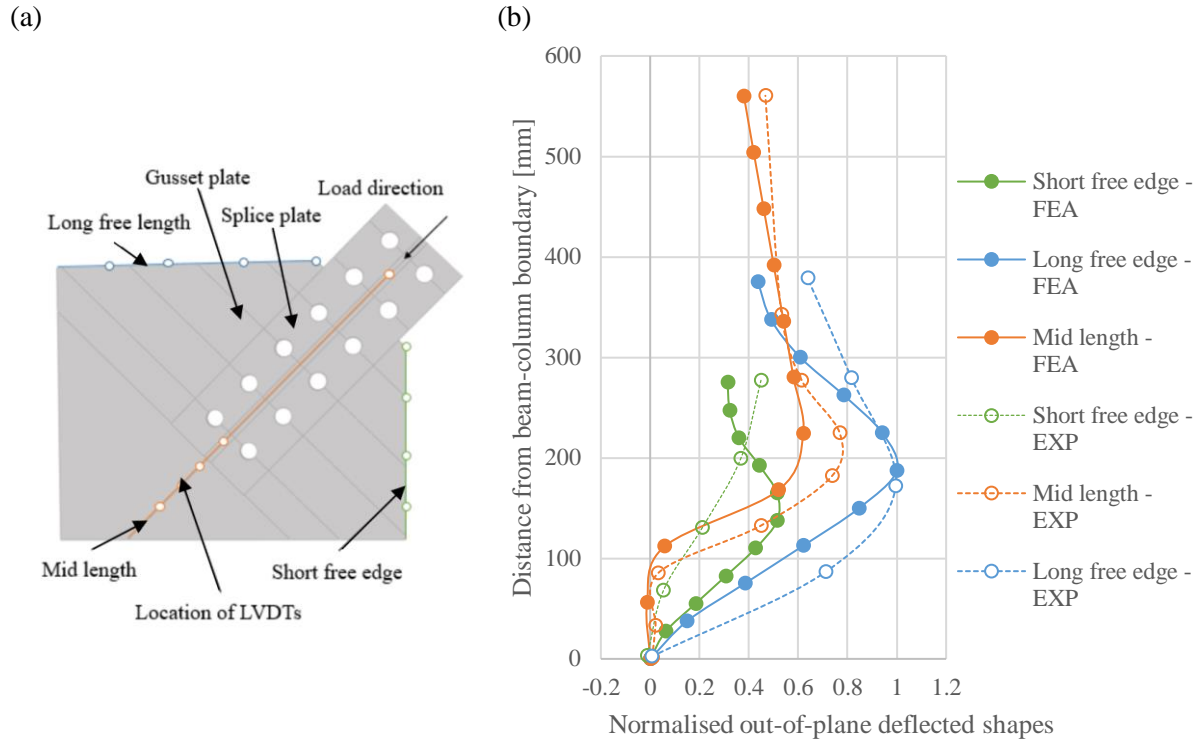 (a)
Gusset plate
Load direction
Splice plate
Long free length
Mid length
Short free edge
Location of LVDTs
(b)
Distance from beam-column boundary [mm]
600
500
400
300
200
100
0
-0.2
0
0.2
0.4
0.6
0.8
1
1.2
Normalised out-of-plane deflected shapes
Short free edge -
FEA
Long free edge -
FEA
Mid length -
FEA
Short free edge -
EXP
Mid length -
EXP
Long free edge -
EXP